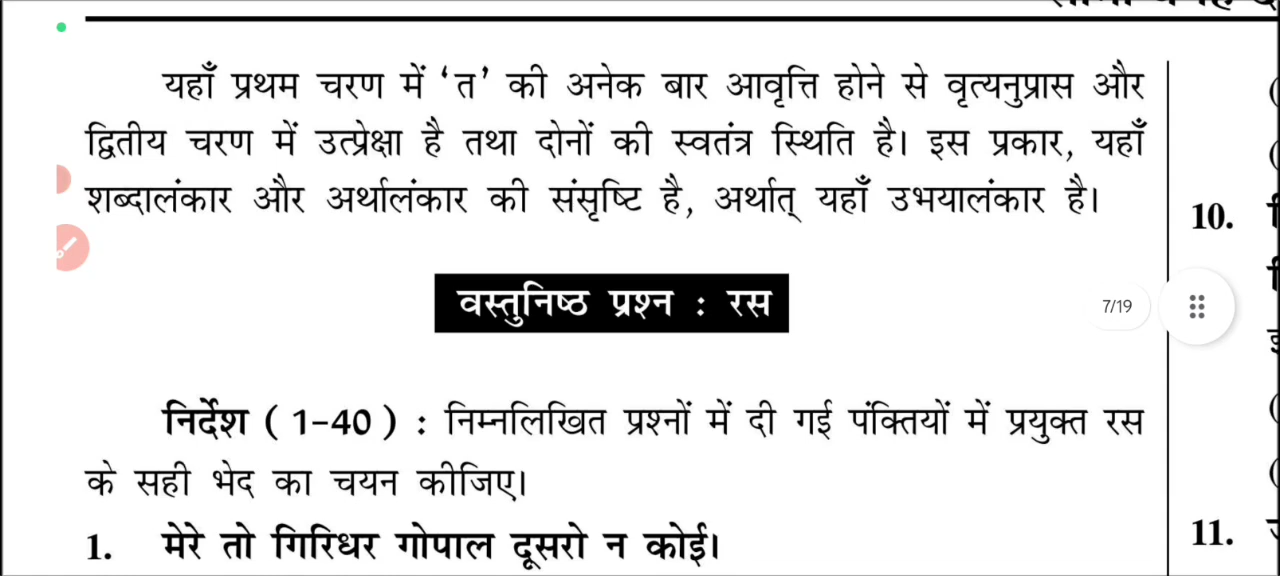 यहाँ प्रथम चरण में ‘त’ की अनेक बार आवृत्ति होने से वृत्यनुप्रास और
द्वितीय चरण में उत्प्रेक्षा है तथा दोनों की स्वतंत्र स्थिति है। इस प्रकार, यहाँ
शब्दालंकार और अर्थालंकार की संसृष्टि है, अर्थात् यहाँ उभयालंकार है।
वस्तुनिष्ठ प्रश्न : रस
निर्देश ( 1-40 ) : निम्नलिखित प्रश्नों में दी गई पंक्तियों में प्रयुक्त रस
के सही भेद का चयन कीजिए।
1. मेरे तो गिरिधर गोपाल दूसरो न कोई।
7/19
10.
11.